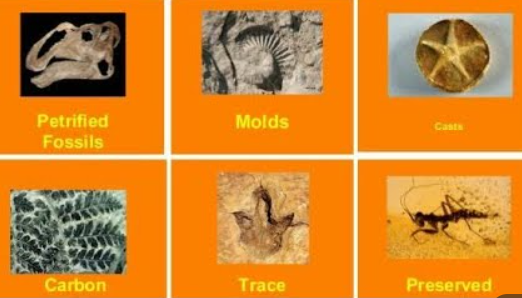 Petrified
Fossils
Molds
Casts
Carbon
Trace
Preserved